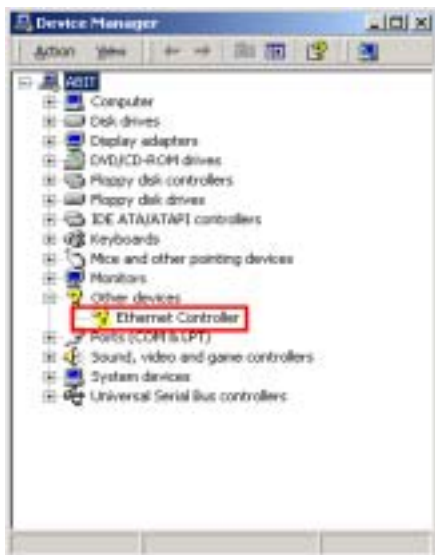 Device Manager
Action View
ABIT
Computer
Disk drives
Display adapters
DVD/CD-ROM drives
Floppy disk controllers
Floppy disk drives
IDE ATA/ATAPI controllers
Keyboards
Mice and other pointing devices
Monitors
Other devices
Ethernet Controller
Ports (COM & LPT)
Sound, video and game controllers
System devices
Universal Serial Bus controllers